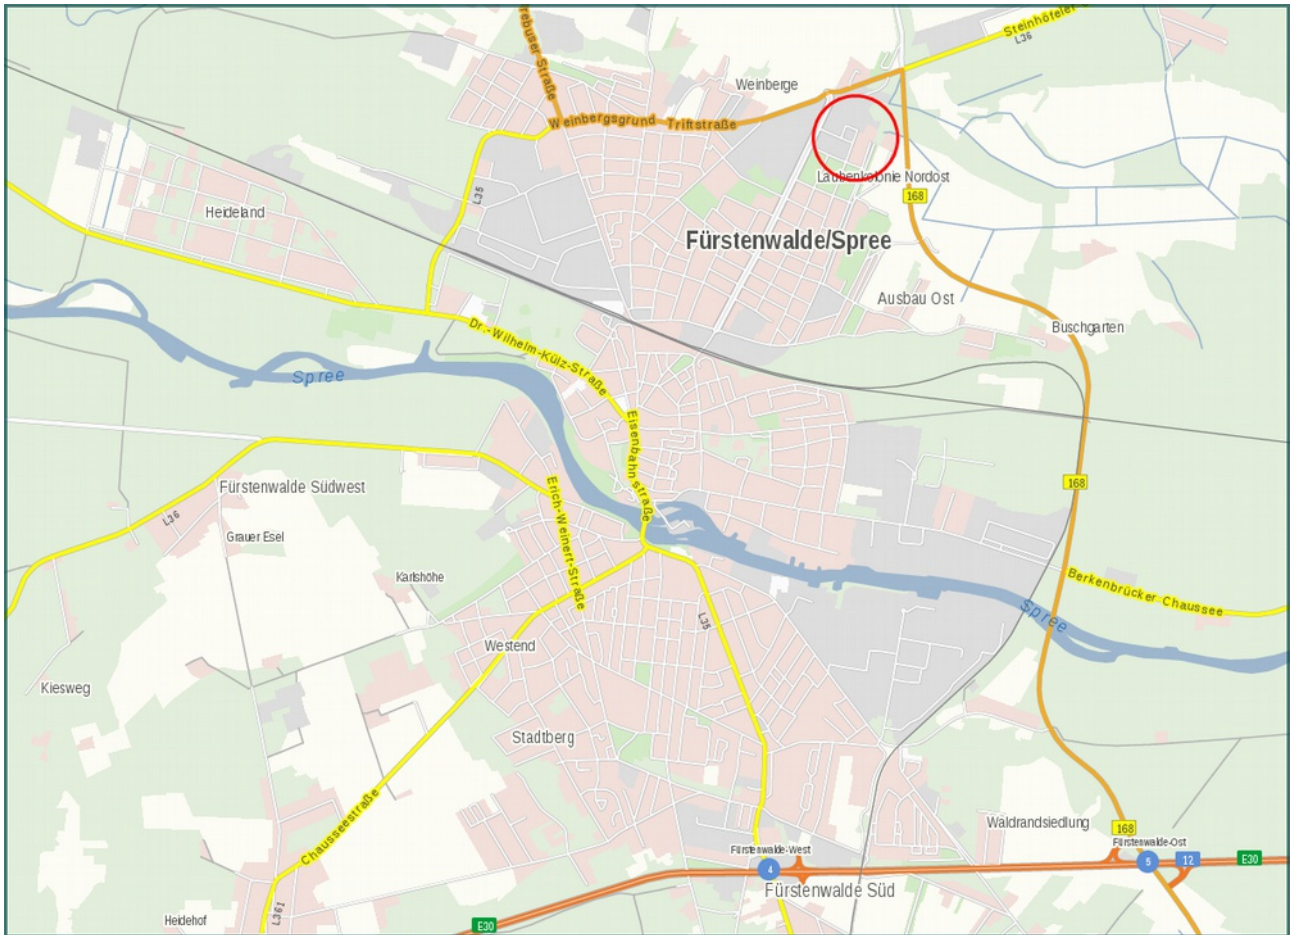 rebuser Straße
Steinhöfeler
L36
Weinberge
Weinbergsgrund
Triftstraße
Laubenkolonie Nordost
L35
168
Heideland
Fürstenwalde/Spree
Ausbau Ost
Buschgarten
Dr.-Wilhelm-Külz-Straße
Spree
Eisenbahnstraße
Fürstenwalde Südwest
Erich-Weinert-Straße
168
L36
Grauer Esel
Karlshöhe
Berkenbrücker Chaussee
Spree
L35
Westend
Kiesweg
Stadtberg
Chausseestraße
Waldrandsiedlung
168
Fürstenwalde-West
Fürstenwalde-Ost
4
5
12
E30
Fürstenwalde Süd
Heidehof
L361
E30